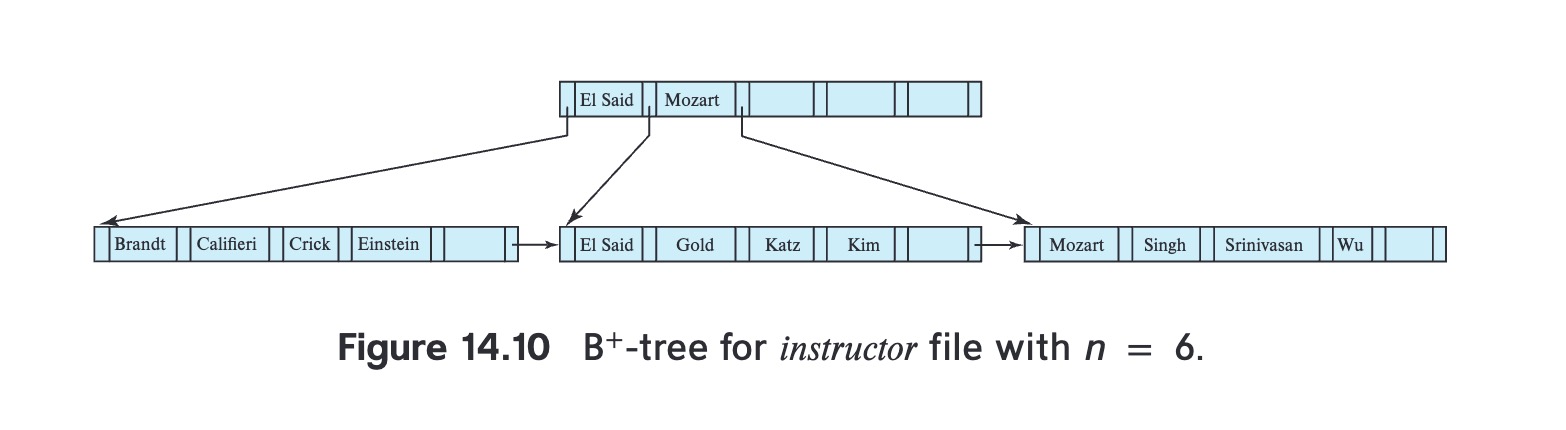 El Said Mozart
Brandt Califieri Crick Einstein El Said Gold Katz Kim Mozart Singh Srinivasan Wu
Figure 14.10 B+-tree for instructor file with n = 6.